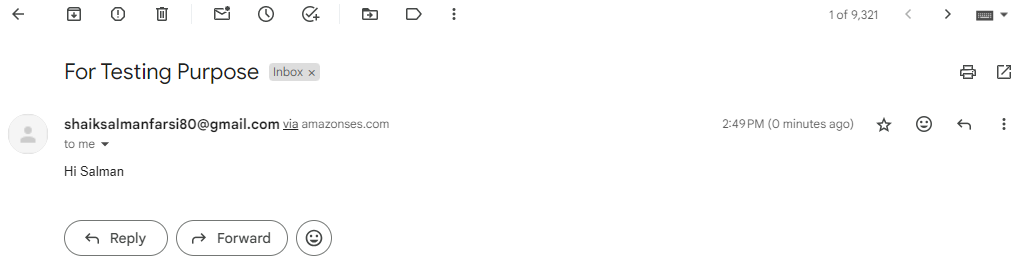 1 of 9,321
For Testing Purpose Inbox ×
shaiksalmanfarsi80@gmail.com via amazonses.com 2:49 PM (0 minutes ago)
to me
Hi Salman
Reply Forward